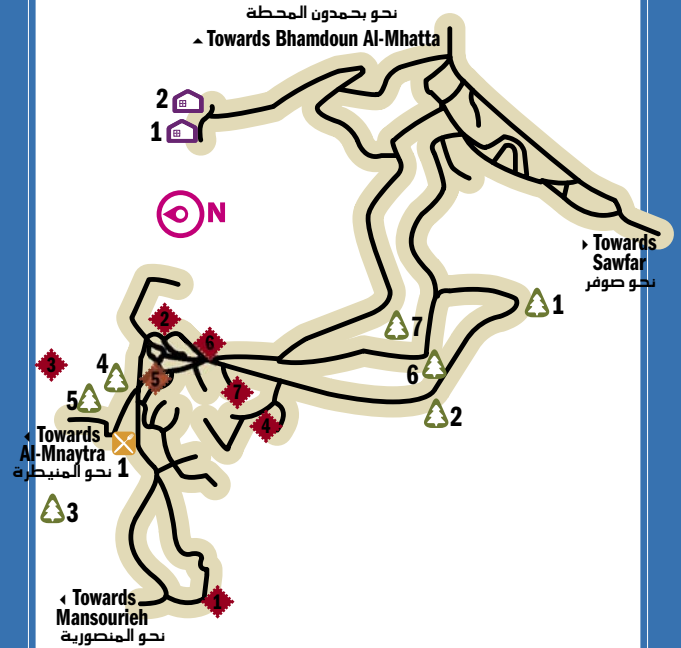 نحو بحمدون المحطة
Towards Bhamdoun Al-Mhatta
2
1
N
Towards
Sawfar
نحو صوفر
1
7
2
6
3
4
6
5
5
7
2
4
Towards
Al-Mnaytra
نحو المنيطرة
1
3
Towards
Mansourieh
نحو المنصورية
1